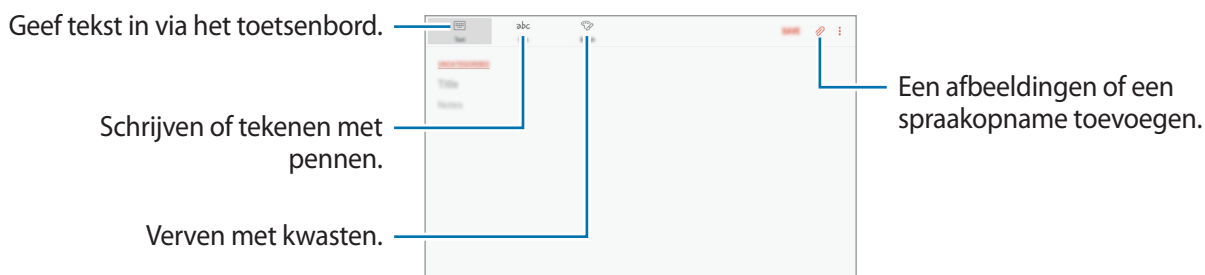 Geef tekst in via het toetsenbord.
abc
Text
SAVE
Title
Notes
Een afbeeldingen of een
spraakopname toevoegen.
Schrijven of tekenen met
pennen.
Verven met kwasten.